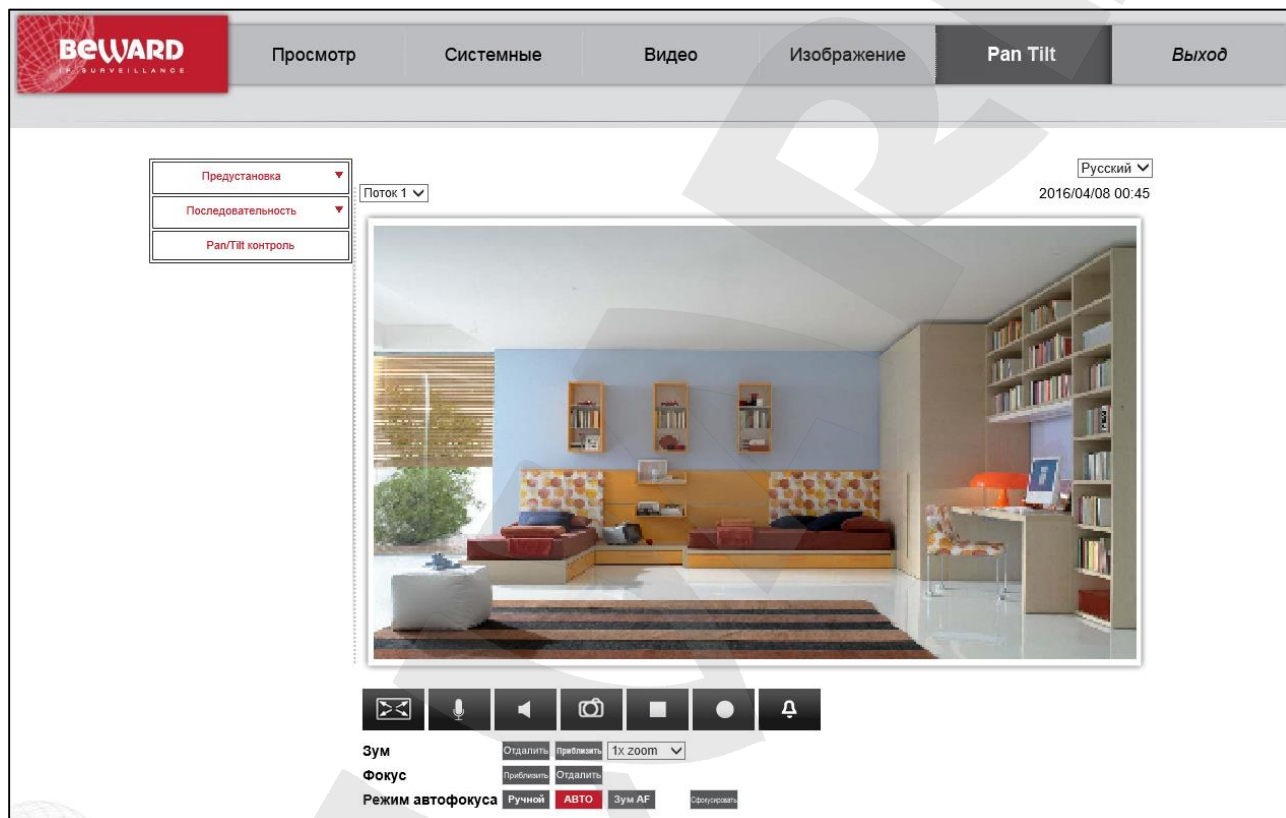 BEWARD
IP SURVEILLANCE
Просмотр
Системные
Видео
Изображение
Pan Tilt
Выход
Предустановка
Последовательность
Pan/Tilt контроль
Поток 1
Русский
2016/04/08 00:45
Зум Отдалить Приблизить 1x zoom
Фокус Приблизить Отдалить
Режим автофокуса Ручной АВТО Зум AF Сфокусировать